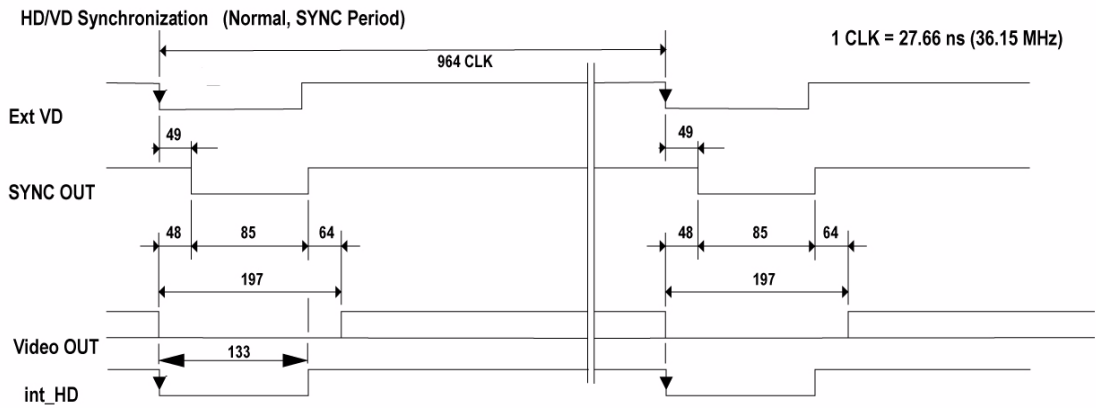 HD/VD Synchronization (Normal, SYNC Period)
1 CLK = 27.66 ns (36.15 MHz)
964 CLK
Ext VD
49
49
SYNC OUT
48
85
64
48
85
64
197
197
Video OUT
133
int_HD